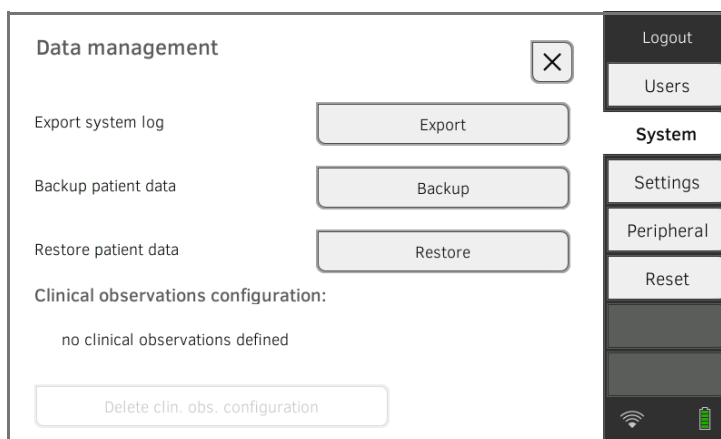 Data management
Export system log
Export
Backup patient data
Backup
Restore patient data
Restore
Clinical observations configuration:
no clinical observations defined
Delete clin. obs. configuration
Logout
Users
System
Settings
Peripheral
Reset